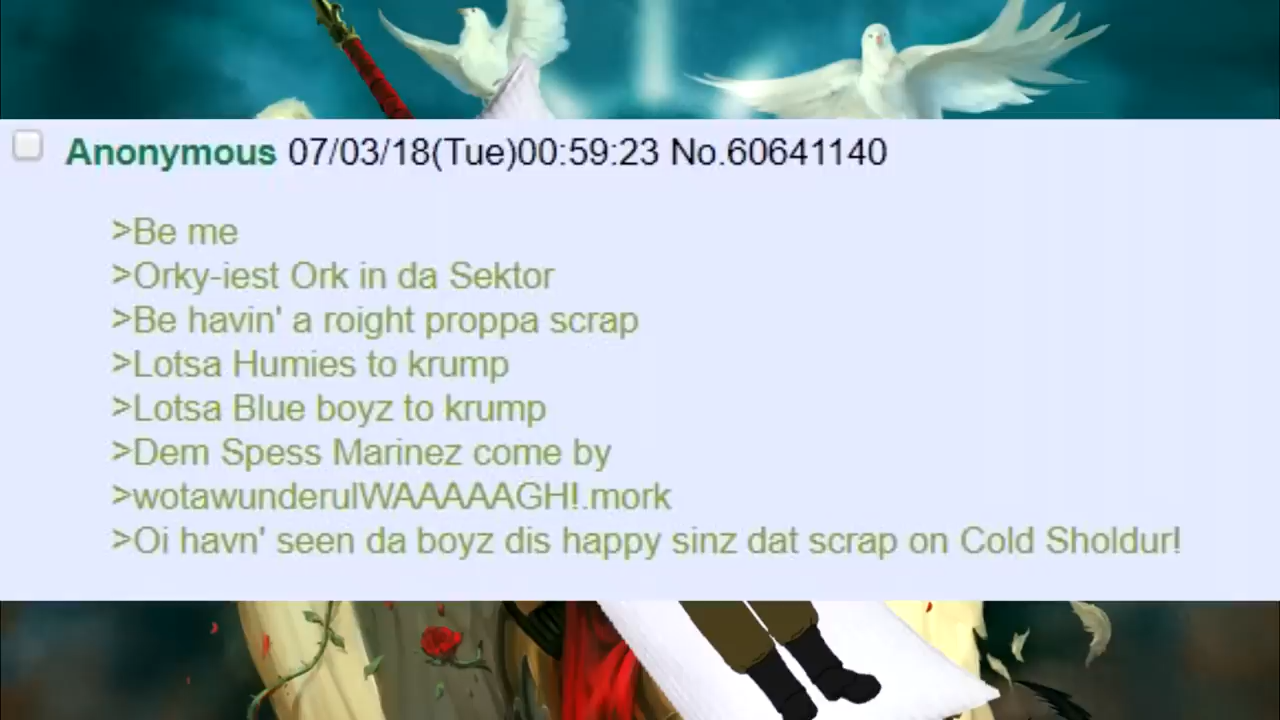 Anonymous 07/03/18(Tue)00:59:23 No.60641140
>Be me
>Orky-iest Ork in da Sektor
>Be havin' a roight proppa scrap
>Lotsa Humies to krump
>Lotsa Blue boyz to krump
>Dem Spess Marinez come by
>wotawunderulWAAAAAGH!.mork
>Oi havn' seen da boyz dis happy sinz dat scrap on Cold Sholdur!